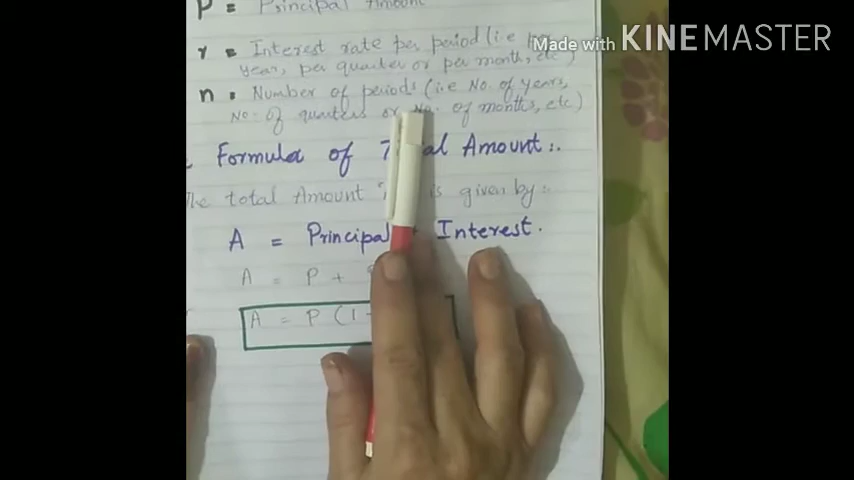 P = Principal Amount
Made with KINEMASTER
r = Interest rate per period (i.e per
year, per quarter or per month, etc)
n = Number of periods (i.e No. of years,
No. of quarters or No. of months, etc)
Formula of Total Amount:.
The total Amount is given by:.
A = Principal + Interest.
A = P +
A = P (1